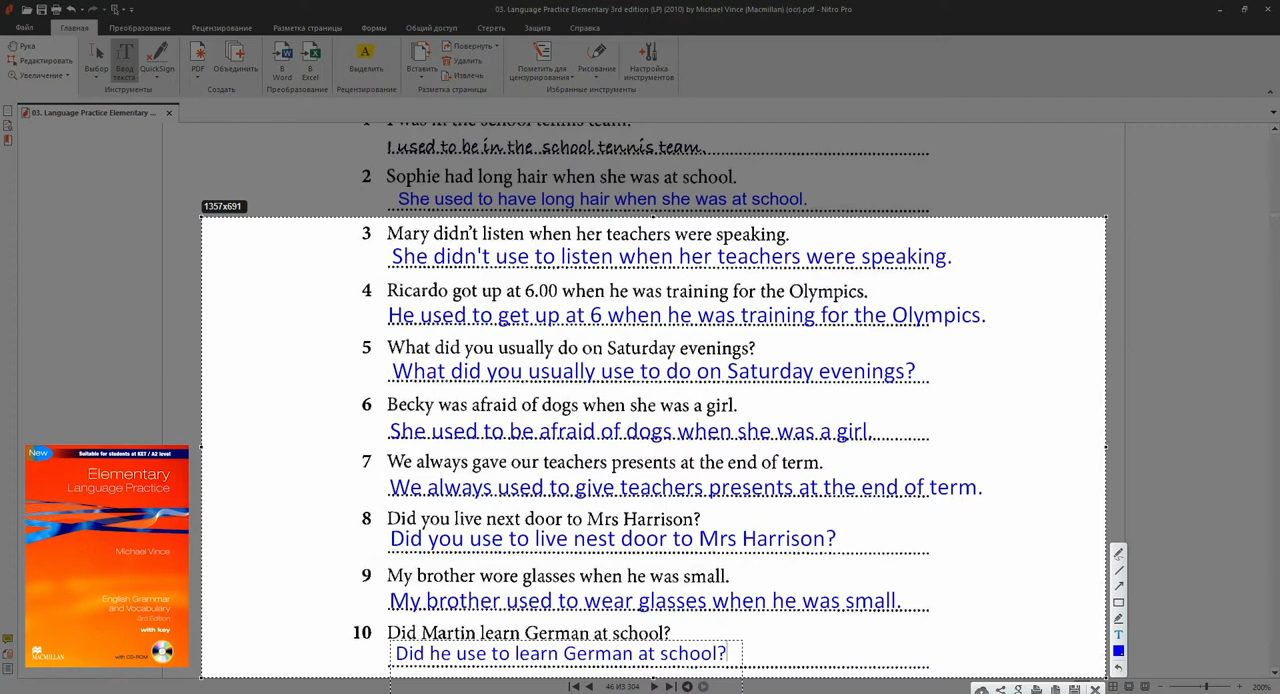 03. Language Practice Elementary 3rd edition (LP) (2010) by Michael Vince (Macmillan) (ocr).pdf - Nitro Pro
Файл Главная Преобразование Рецензирование Разметка страницы Формы Общий доступ Стереть Защита Справка
Рука
Редактировать
Увеличение
Выбор
Ввод текста
QuickSign
PDF
Объединить
В Word
В Excel
Выделить
Вставить
Повернуть
Удалить
Извлечь
Пометить для цензурирования
Рисование
Настройка инструментов
Инструменты Создать Преобразование Рецензирование Разметка страницы Избранные инструменты
03. Language Practice Elementary ...
1 I was in the school tennis team.
I used to be in the school tennis team.
2 Sophie had long hair when she was at school.
She used to have long hair when she was at school.
1357x691
3 Mary didn't listen when her teachers were speaking.
She didn't use to listen when her teachers were speaking.
4 Ricardo got up at 6.00 when he was training for the Olympics.
He used to get up at 6 when he was training for the Olympics.
5 What did you usually do on Saturday evenings?
What did you usually use to do on Saturday evenings?
6 Becky was afraid of dogs when she was a girl.
She used to be afraid of dogs when she was a girl.
7 We always gave our teachers presents at the end of term.
We always used to give teachers presents at the end of term.
8 Did you live next door to Mrs Harrison?
Did you use to live nest door to Mrs Harrison?
9 My brother wore glasses when he was small.
My brother used to wear glasses when he was small.
10 Did Martin learn German at school?
Did he use to learn German at school?
New
Suitable for students at KET / A2 level
Elementary
Language Practice
Michael Vince
English Grammar
and Vocabulary
3rd Edition
with key
MACMILLAN
with CD-ROM
46 ИЗ 304
200%